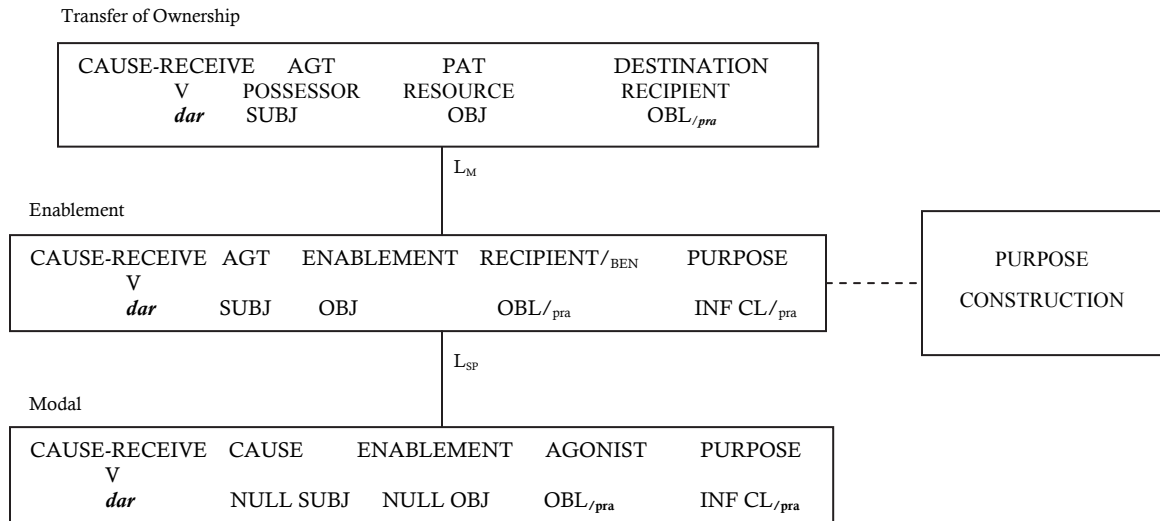 Transfer of Ownership
CAUSE-RECEIVE AGT PAT DESTINATION
V POSSESSOR RESOURCE RECIPIENT
dar SUBJ OBJ OBL/pra
LM
Enablement
CAUSE-RECEIVE AGT ENABLEMENT RECIPIENT/BEN PURPOSE
V
dar SUBJ OBJ OBL/pra INF CL/pra
PURPOSE
CONSTRUCTION
LSP
Modal
CAUSE-RECEIVE CAUSE ENABLEMENT AGONIST PURPOSE
V
dar NULL SUBJ NULL OBJ OBL/pra INF CL/pra